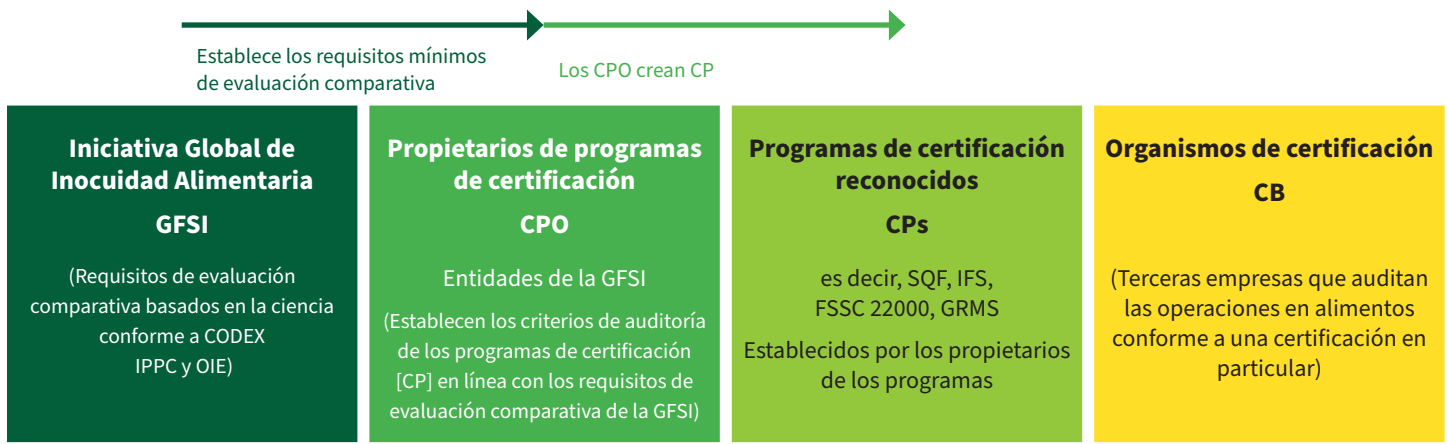 Establece los requisitos mínimos
de evaluación comparativa
Los CPO crean CP
Iniciativa Global de
Inocuidad Alimentaria
GFSI
(Requisitos de evaluación
comparativa basados en la ciencia
conforme a CODEX
IPPC y OIE)
Propietarios de programas
de certificación
CPO
Entidades de la GFSI
(Establecen los criterios de auditoría
de los programas de certificación
[CP] en línea con los requisitos de
evaluación comparativa de la GFSI)
Programas de certificación
reconocidos
CPs
es decir, SQF, IFS,
FSSC 22000, GRMS
Establecidos por los propietarios
de los programas
Organismos de certificación
CB
(Terceras empresas que auditan
las operaciones en alimentos
conforme a una certificación en
particular)